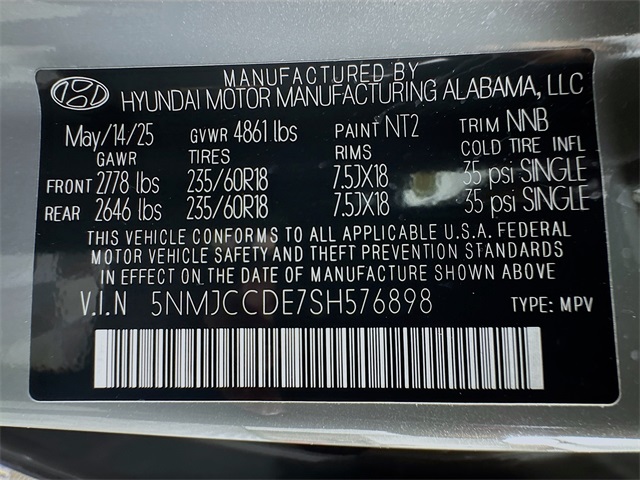 MANUFACTURED BY
HYUNDAI MOTOR MANUFACTURING ALABAMA, LLC
May/14/25 GVWR 4861 lbs PAINT NT2 TRIM NNB
GAWR TIRES RIMS COLD TIRE INFL
FRONT 2778 lbs 235/60R18 7.5JX18 35 psi SINGLE
REAR 2646 lbs 235/60R18 7.5JX18 35 psi SINGLE
THIS VEHICLE CONFORMS TO ALL APPLICABLE U.S.A. FEDERAL
MOTOR VEHICLE SAFETY AND THEFT PREVENTION STANDARDS
IN EFFECT ON THE DATE OF MANUFACTURE SHOWN ABOVE
V.I.N 5NMJCCDE7SH576898 TYPE: MPV